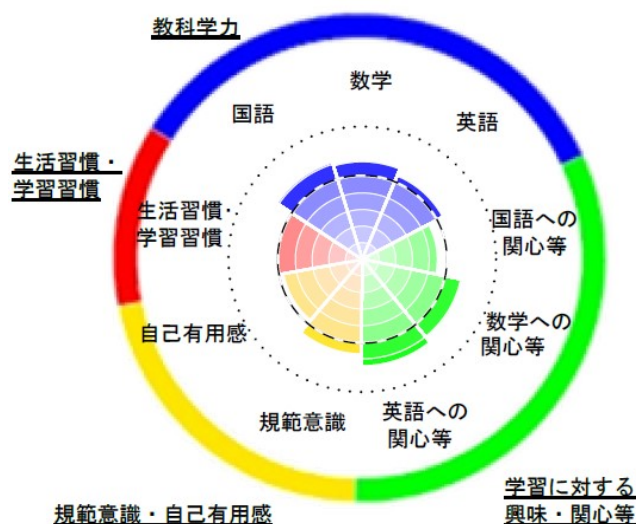 教科学力
数学
国語
英語
生活習慣・
学習習慣
生活習慣・
学習習慣
国語への
関心等
数学への
関心等
自己有用感
英語への
関心等
規範意識
学習に対する
興味・関心等
規範意識・自己有用感